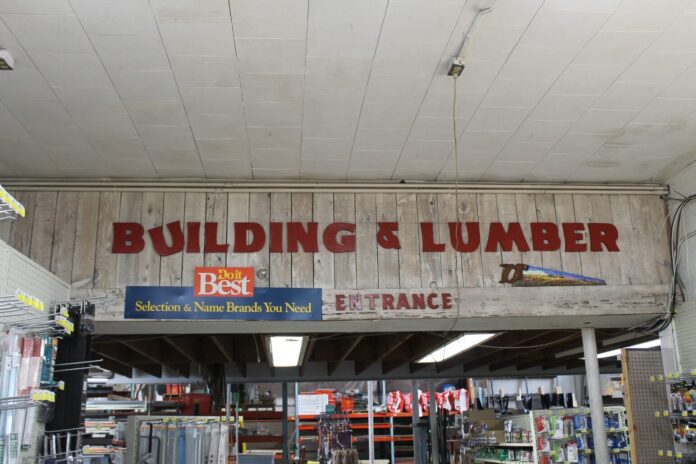 BUILDING & LUMBER
Do it
Best
Selection & Name Brands You Need
ENTRANCE